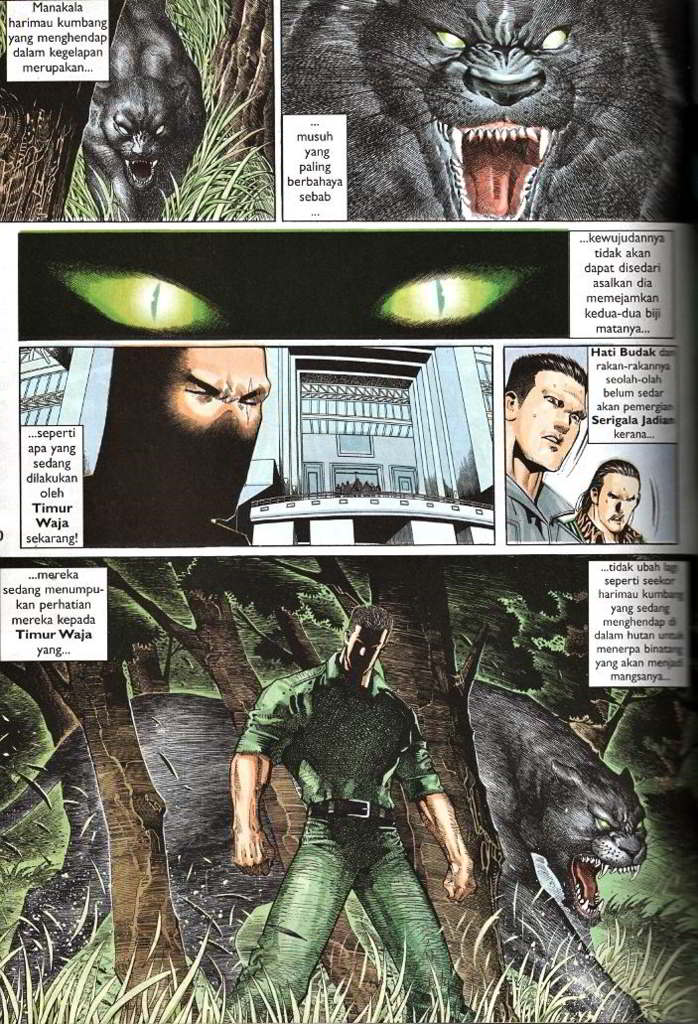 Manakala
harimau kumbang
yang menghendap
dalam kegelapan
merupakan...
...
musuh
yang
paling
berbahaya
sebab
...
...kewujudannya
tidak akan
dapat disedari
asalkan dia
memejamkan
kedua-dua biji
matanya...
...seperti
apa yang
sedang
dilakukan
oleh
Timur
Waja
sekarang!
Hati Budak dan
rakan-rakannya
seolah-olah
belum sedar
akan pemergian
Serigala Jadian
kerana...
...mereka
sedang menumpu-
kan perhatian
mereka kepada
Timur Waja
yang...
...tidak ubah lagi
seperti seekor
harimau kumbang
yang sedang
menghendap di
dalam hutan untuk
menerpa binatang
yang akan menjadi
mangsanya...